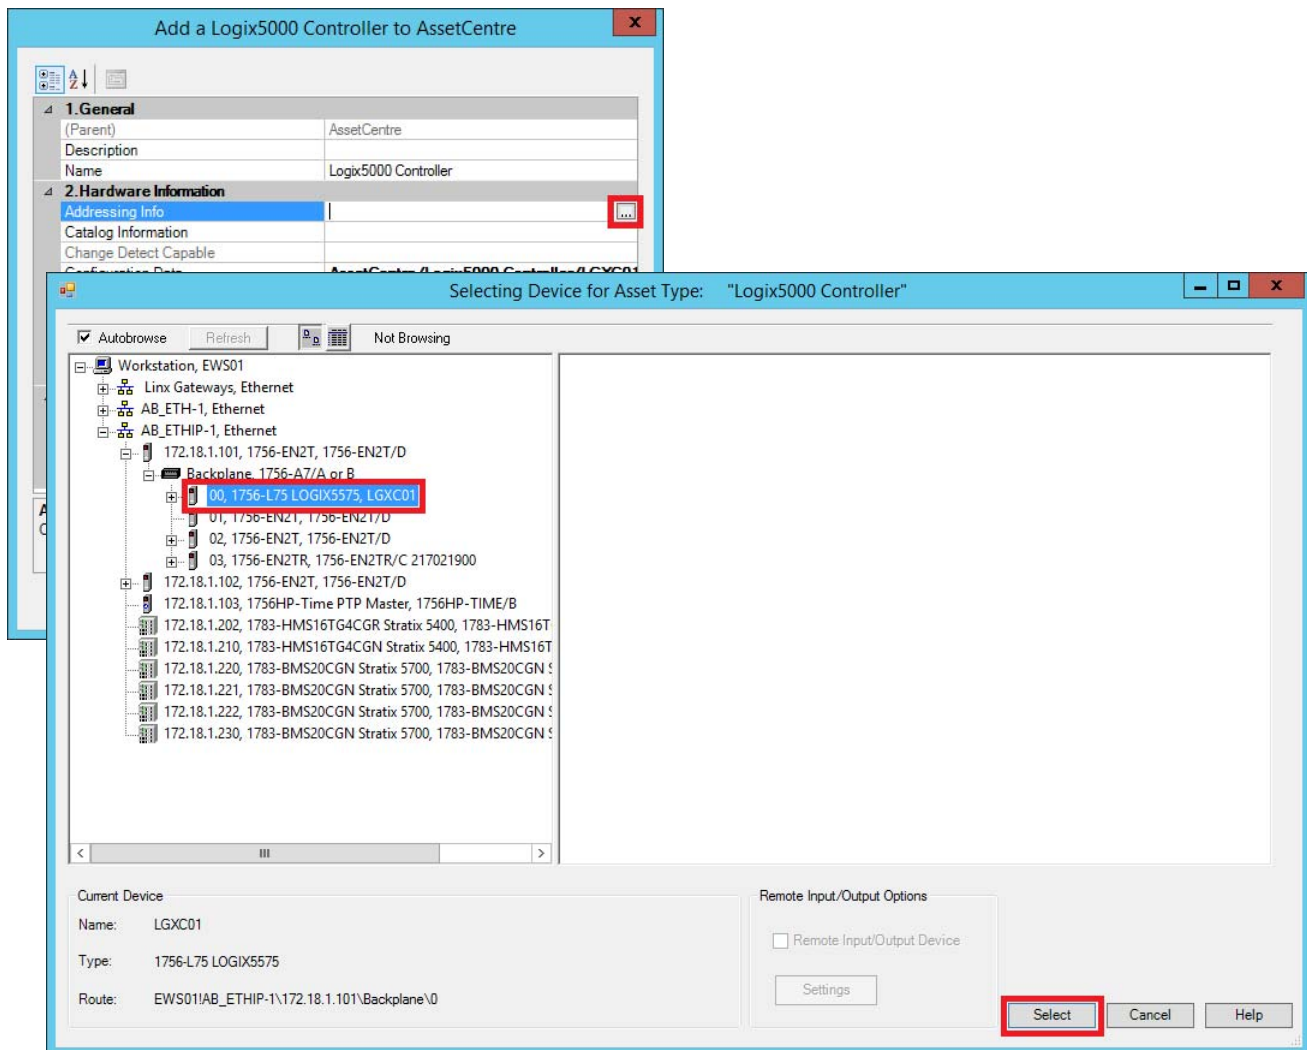 Add a Logix5000 Controller to AssetCentre
x
1.General
(Parent) AssetCentre
Description
Name Logix5000 Controller
2.Hardware Information
Addressing Info ...
Catalog Information
Change Detect Capable
Selecting Device for Asset Type: "Logix5000 Controller"
x
Autobrowse Refresh Not Browsing
Workstation, EWS01
Linx Gateways, Ethernet
AB_ETH-1, Ethernet
AB_ETHIP-1, Ethernet
172.18.1.101, 1756-EN2T, 1756-EN2T/D
Backplane, 1756-A7/A or B
00, 1756-L75 LOGIX5575, LGXC01
01, 1756-EN2T, 1756-EN2T/D
02, 1756-EN2T, 1756-EN2T/D
03, 1756-EN2TR, 1756-EN2TR/C 217021900
172.18.1.102, 1756-EN2T, 1756-EN2T/D
172.18.1.103, 1756HP-Time PTP Master, 1756HP-TIME/B
172.18.1.202, 1783-HMS16TG4CGR Stratix 5400, 1783-HMS16T
172.18.1.210, 1783-HMS16TG4CGN Stratix 5400, 1783-HMS16T
172.18.1.220, 1783-BMS20CGN Stratix 5700, 1783-BMS20CGN S
172.18.1.221, 1783-BMS20CGN Stratix 5700, 1783-BMS20CGN S
172.18.1.222, 1783-BMS20CGN Stratix 5700, 1783-BMS20CGN S
172.18.1.230, 1783-BMS20CGN Stratix 5700, 1783-BMS20CGN S
Current Device
Name: LGXC01
Type: 1756-L75 LOGIX5575
Route: EWS01!AB_ETHIP-1\172.18.1.101\Backplane\0
Remote Input/Output Options
Remote Input/Output Device
Settings
Select Cancel Help